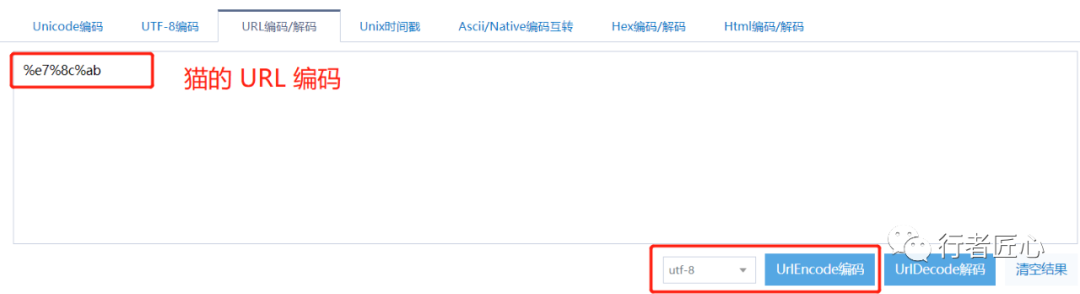 Unicode编码 UTF-8编码 URL编码/解码 Unix时间戳 Ascii/Native编码互转 Hex编码/解码 Html编码/解码
%e7%8c%ab 猫的 URL 编码
行者匠心
utf-8 UrlEncode编码 UrlDecode解码 清空结果